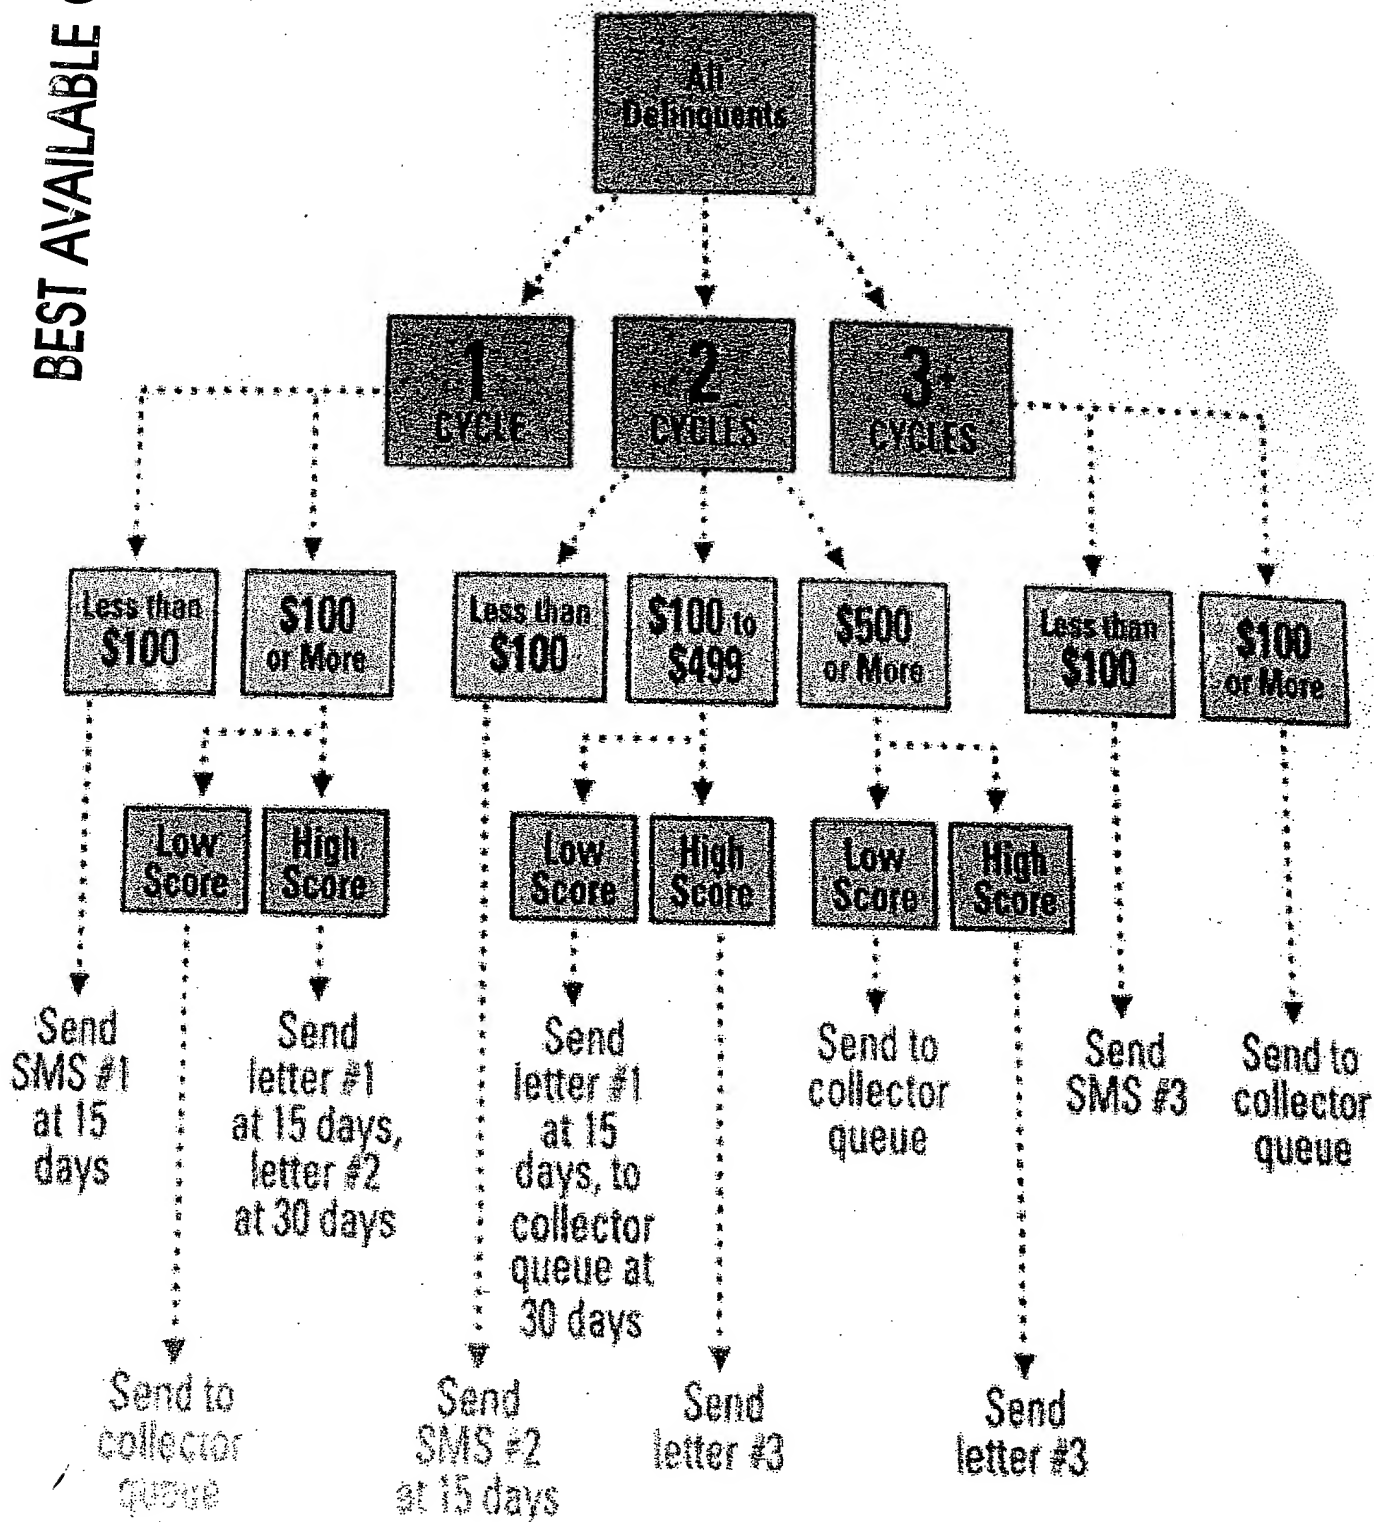 BEST AVAILABLE
All
Delinquents
1
CYCLE
2
CYCLES
3+
CYCLES
Less than
$100
$100
or More
Less than
$100
$100 to
$499
$500
or More
Less than
$100
$100
or More
Low
Score
High
Score
Low
Score
High
Score
Low
Score
High
Score
Send
SMS #1
at 15
days
Send to
collector
queue
Send
letter #1
at 15 days,
letter #2
at 30 days
Send
SMS #2
at 15 days
Send
letter #1
at 15
days, to
collector
queue at
30 days
Send
letter #3
Send to
collector
queue
Send
letter #3
Send
SMS #3
Send to
collector
queue